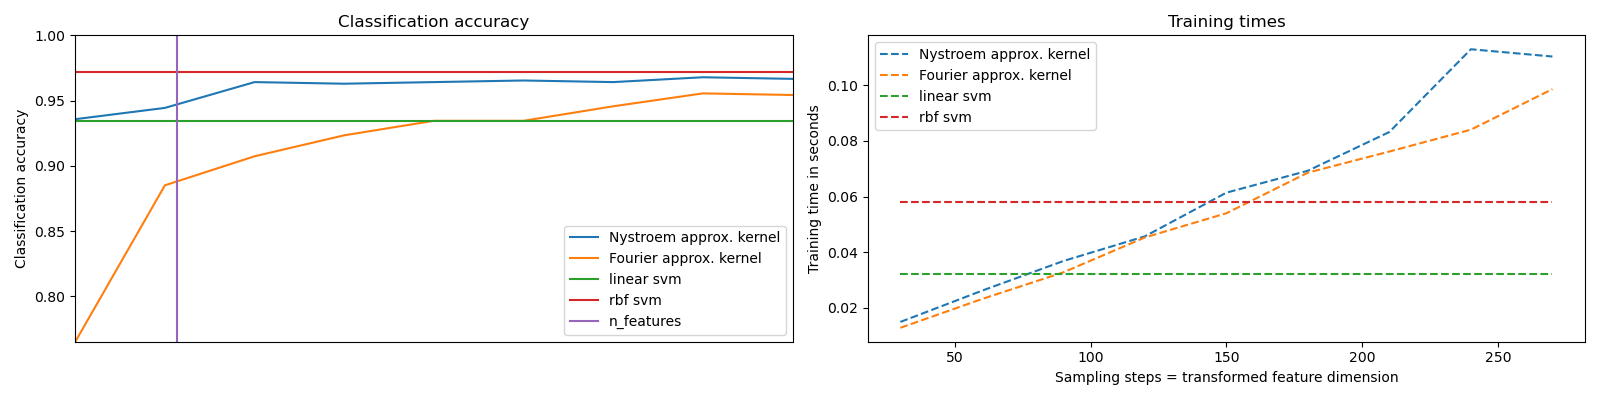 Classification accuracy
Classification accuracy
1.00
0.95
0.90
0.85
0.80
Nystroem approx. kernel
Fourier approx. kernel
linear svm
rbf svm
n_features
Training times
Training time in seconds
0.10
0.08
0.06
0.04
0.02
Nystroem approx. kernel
Fourier approx. kernel
linear svm
rbf svm
50 100 150 200 250
Sampling steps = transformed feature dimension